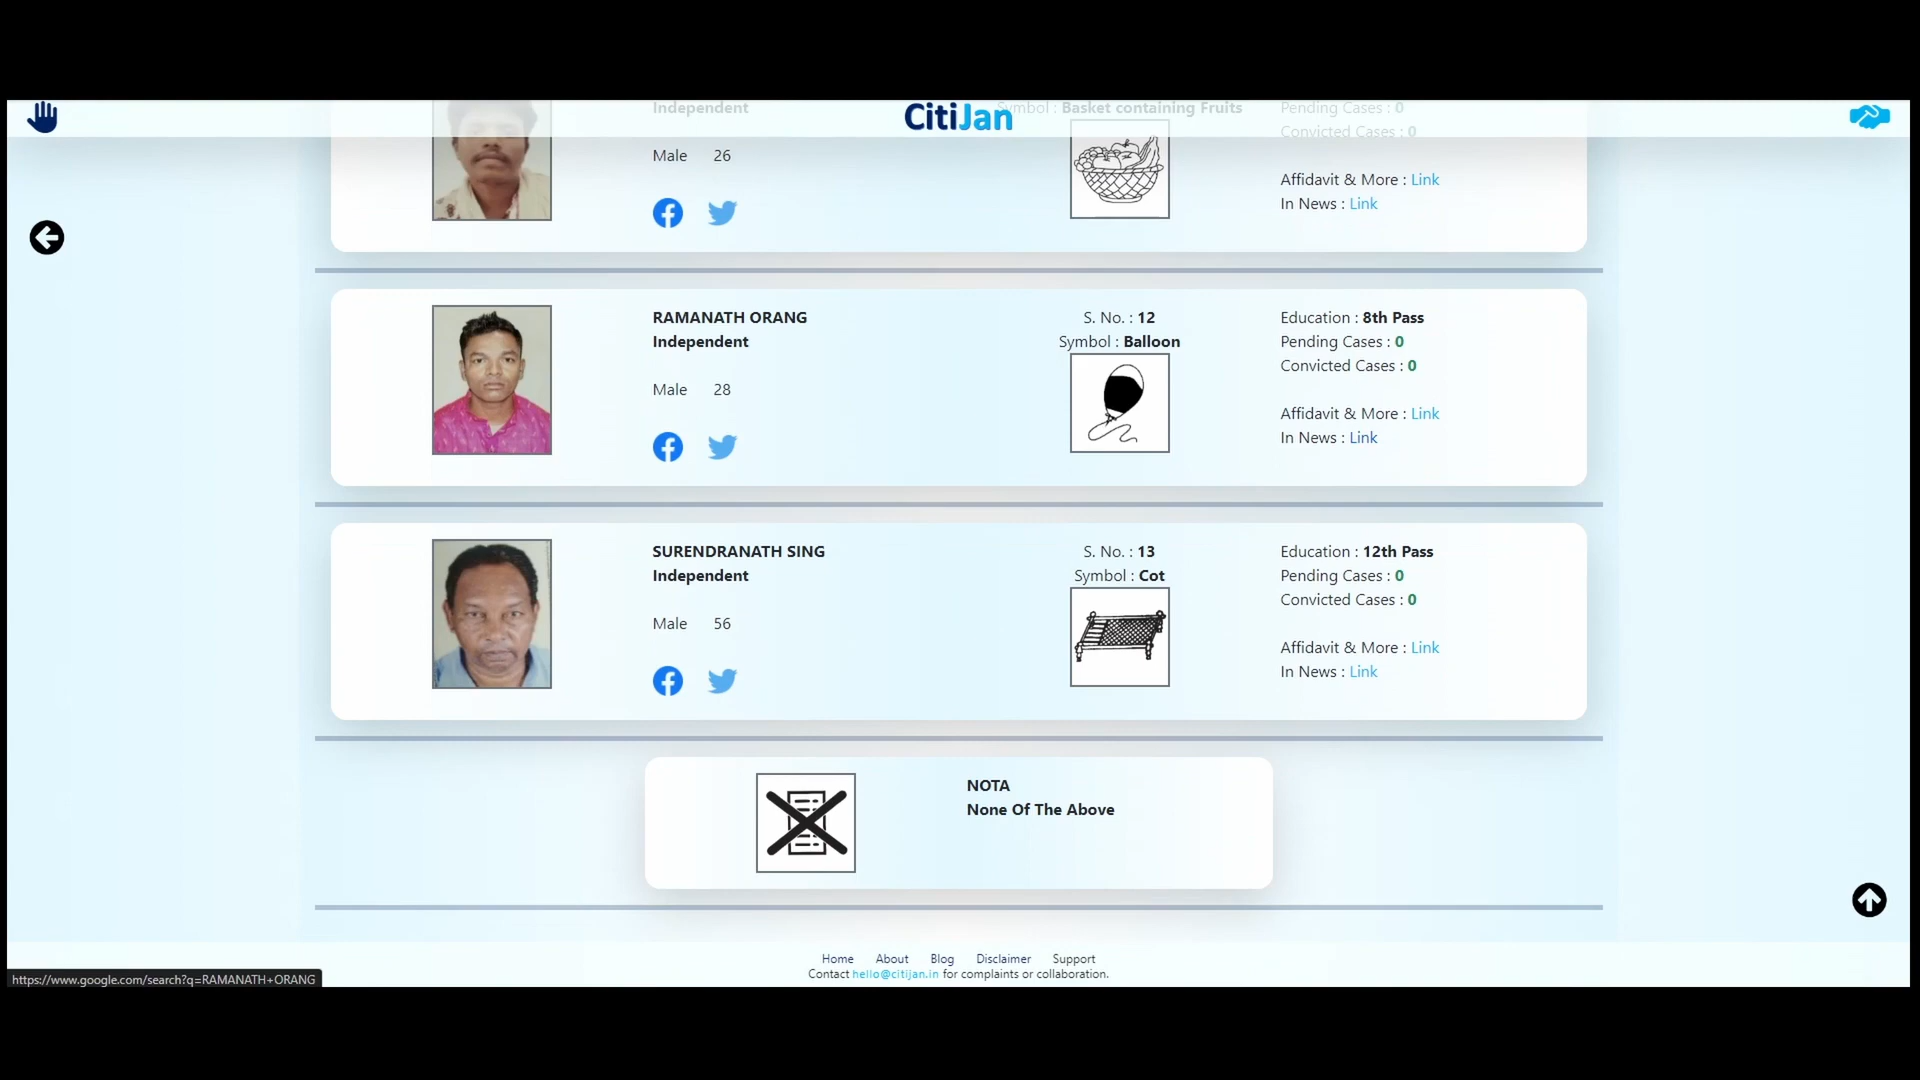 Independent
CitiJan
Symbol : Basket containing Fruits
Pending Cases : 0
Convicted Cases : 0
Male 26
Affidavit & More : Link
In News : Link
RAMANATH ORANG
Independent
Male 28
S. No. : 12
Symbol : Balloon
Education : 8th Pass
Pending Cases : 0
Convicted Cases : 0
Affidavit & More : Link
In News : Link
SURENDRANATH SING
Independent
Male 56
S. No. : 13
Symbol : Cot
Education : 12th Pass
Pending Cases : 0
Convicted Cases : 0
Affidavit & More : Link
In News : Link
NOTA
None Of The Above
Home About Blog Disclaimer Support
Contact hello@citijan.in for complaints or collaboration.
https://www.google.com/search?q=RAMANATH+ORANG